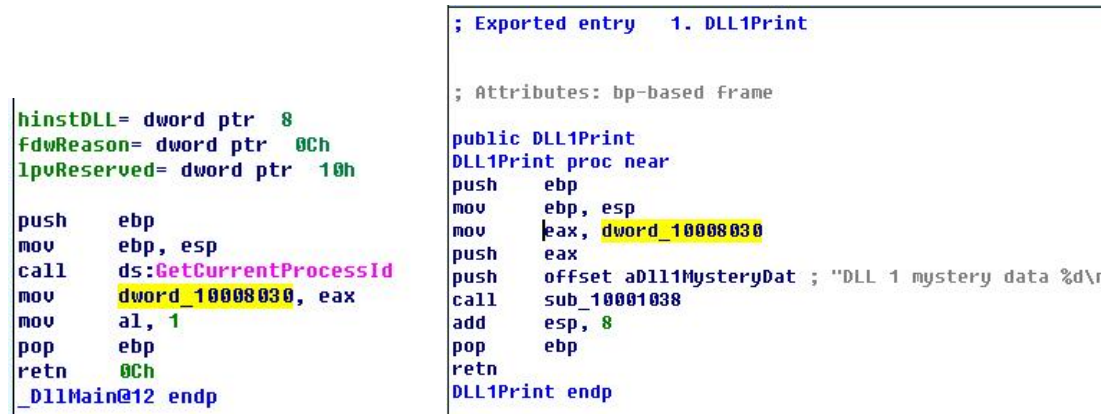 hinstDLL= dword ptr  8
fdwReason= dword ptr  0Ch
lpvReserved= dword ptr  10h
push    ebp
mov     ebp, esp
call    ds:GetCurrentProcessId
mov     dword_10008030, eax
mov     al, 1
pop     ebp
retn    0Ch
_DllMain@12 endp
; Exported entry   1. DLL1Print
; Attributes: bp-based frame
public DLL1Print
DLL1Print proc near
push    ebp
mov     ebp, esp
mov     eax, dword_10008030
push    eax
push    offset aDll1MysteryDat ; "DLL 1 mystery data %d\n
call    sub_10001038
add     esp, 8
pop     ebp
retn
DLL1Print endp